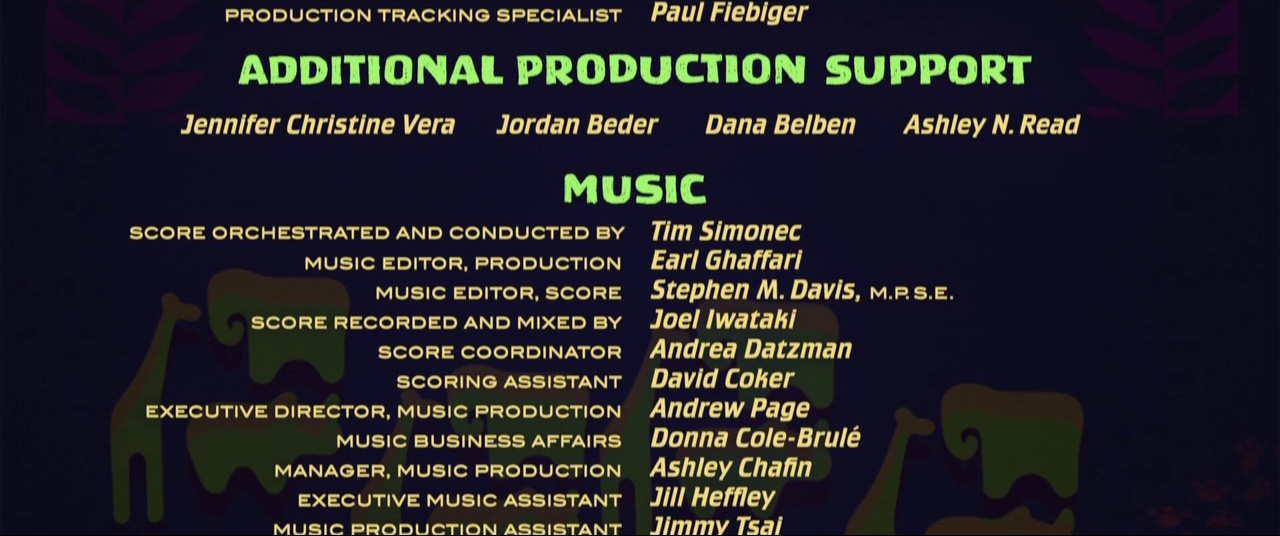 PRODUCTION TRACKING SPECIALIST Paul Fiebiger
ADDITIONAL PRODUCTION SUPPORT
Jennifer Christine Vera Jordan Beder Dana Belben Ashley N. Read
MUSIC
SCORE ORCHESTRATED AND CONDUCTED BY Tim Simonec
MUSIC EDITOR, PRODUCTION Earl Ghaffari
MUSIC EDITOR, SCORE Stephen M. Davis, M.P.S.E.
SCORE RECORDED AND MIXED BY Joel Iwataki
SCORE COORDINATOR Andrea Datzman
SCORING ASSISTANT David Coker
EXECUTIVE DIRECTOR, MUSIC PRODUCTION Andrew Page
MUSIC BUSINESS AFFAIRS Donna Cole-Brulé
MANAGER, MUSIC PRODUCTION Ashley Chafin
EXECUTIVE MUSIC ASSISTANT Jill Heffley
MUSIC PRODUCTION ASSISTANT Jimmy Tsai